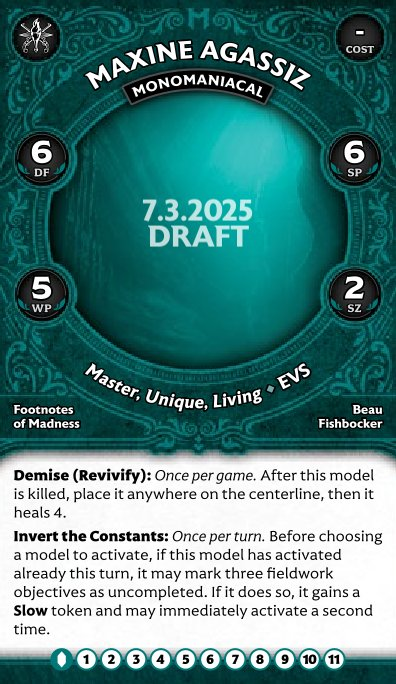 -
COST
MAXINE AGASSIZ
MONOMANIACAL
6
DF
6
SP
7.3.2025
DRAFT
5
WP
2
SZ
Master, Unique, Living ◆ EVS
Footnotes
of Madness
Beau
Fishbocker
Demise (Revivify): Once per game. After this model
is killed, place it anywhere on the centerline, then it
heals 4.
Invert the Constants: Once per turn. Before choosing
a model to activate, if this model has activated
already this turn, it may mark three fieldwork
objectives as uncompleted. If it does so, it gains a
Slow token and may immediately activate a second
time.
1 2 3 4 5 6 7 8 9 10 11